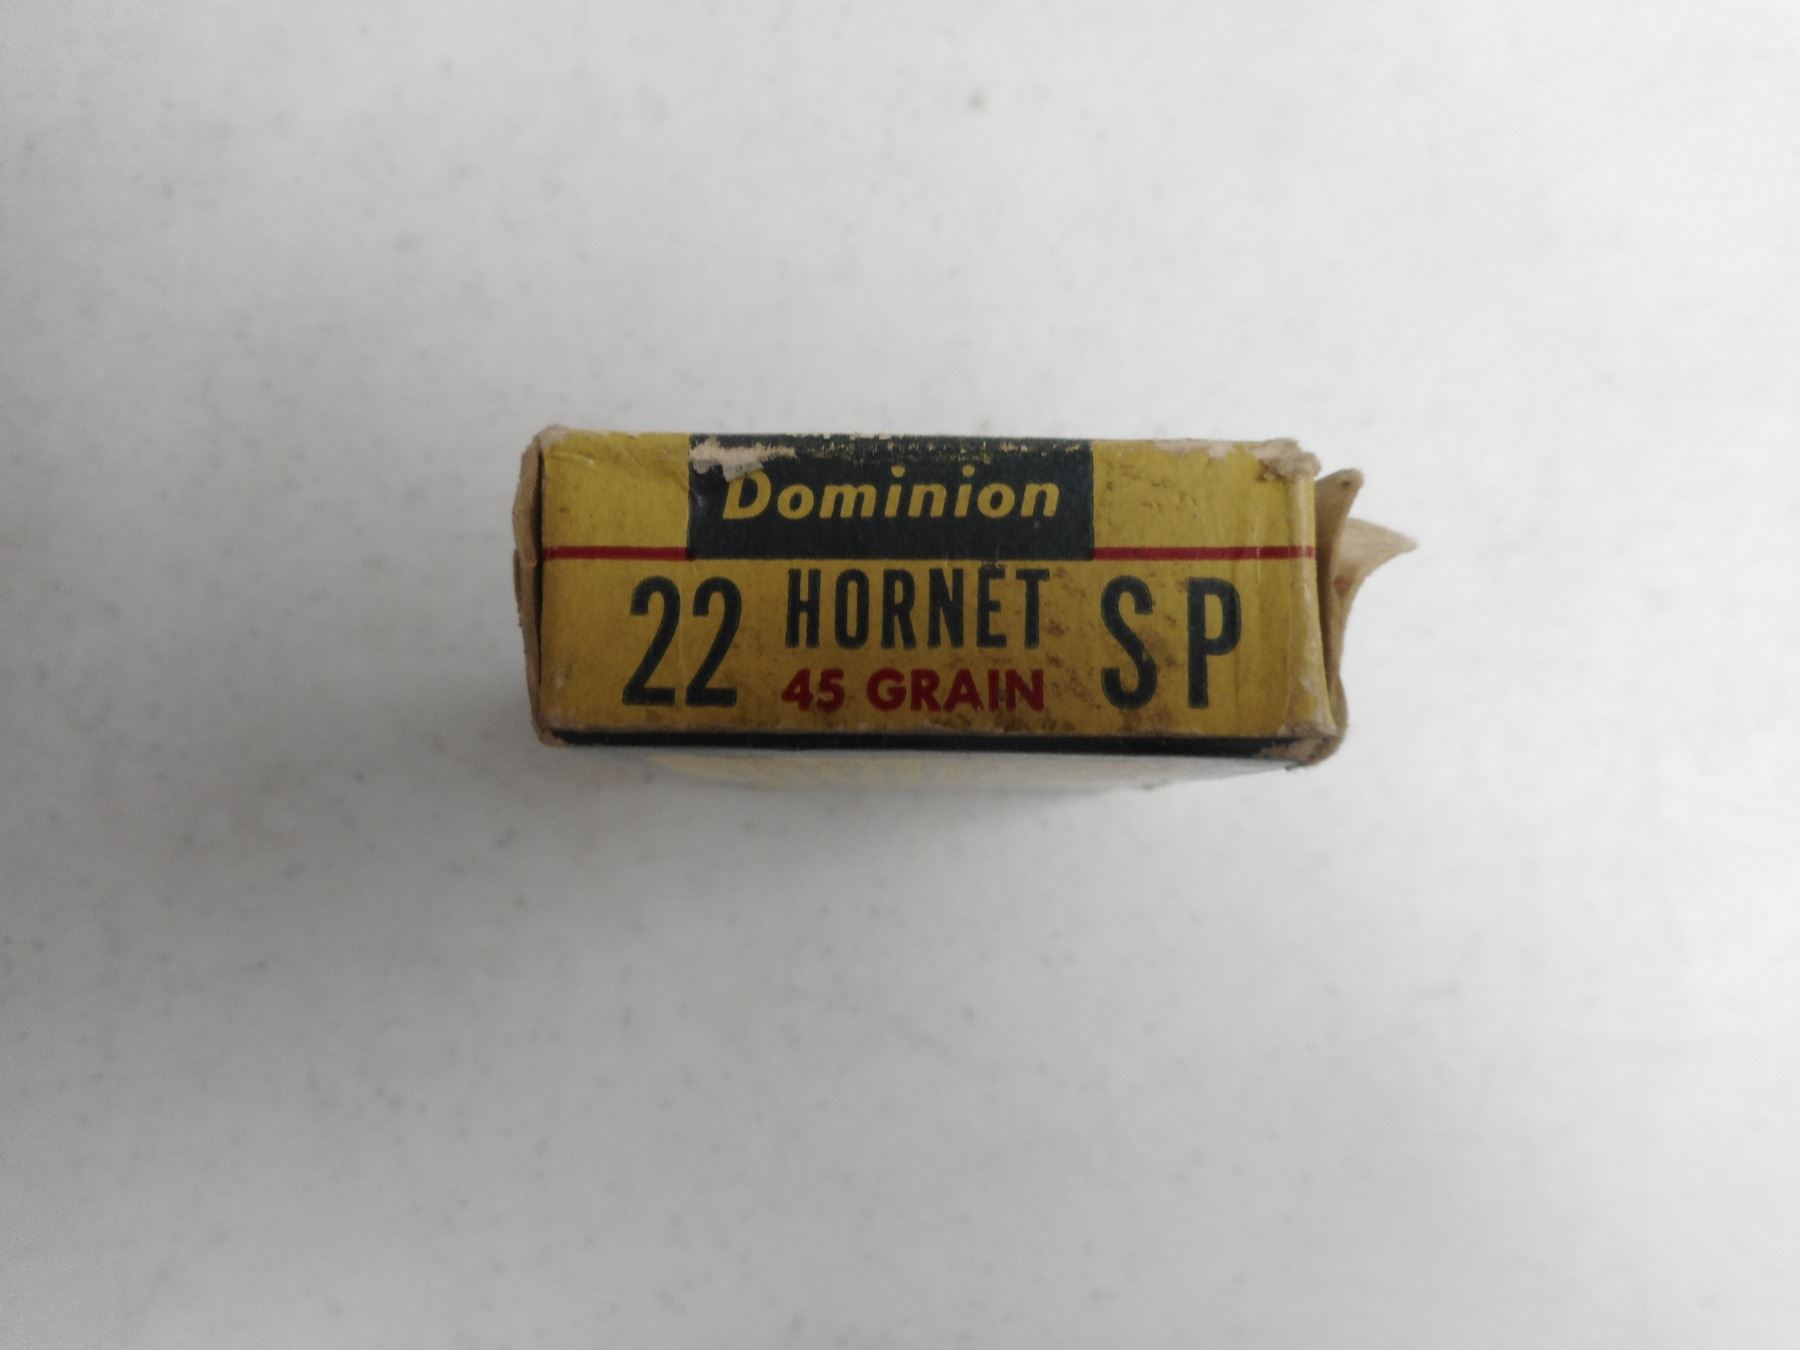 Dominion
22 HORNET SP
45 GRAIN